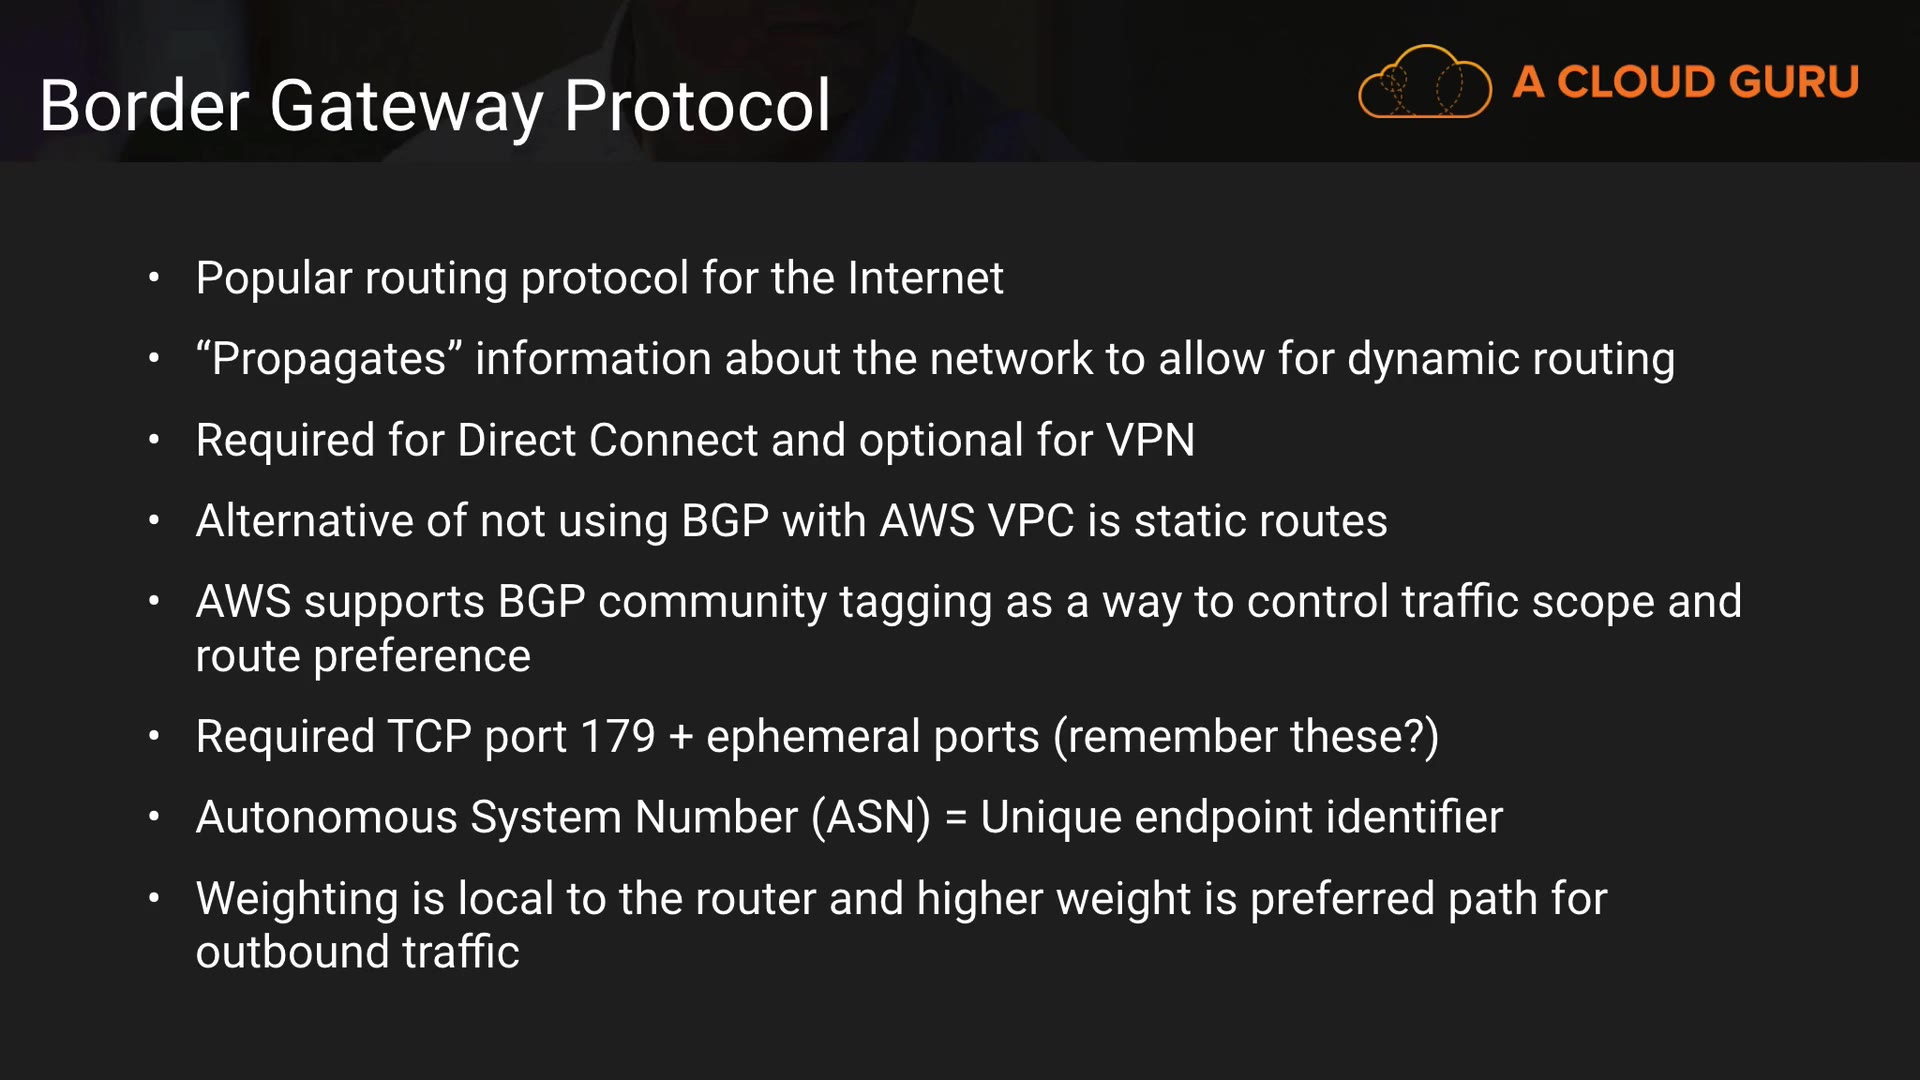 Border Gateway Protocol
A CLOUD GURU
• Popular routing protocol for the Internet
• “Propagates” information about the network to allow for dynamic routing
• Required for Direct Connect and optional for VPN
• Alternative of not using BGP with AWS VPC is static routes
• AWS supports BGP community tagging as a way to control traffic scope and
route preference
• Required TCP port 179 + ephemeral ports (remember these?)
• Autonomous System Number (ASN) = Unique endpoint identifier
• Weighting is local to the router and higher weight is preferred path for
outbound traffic